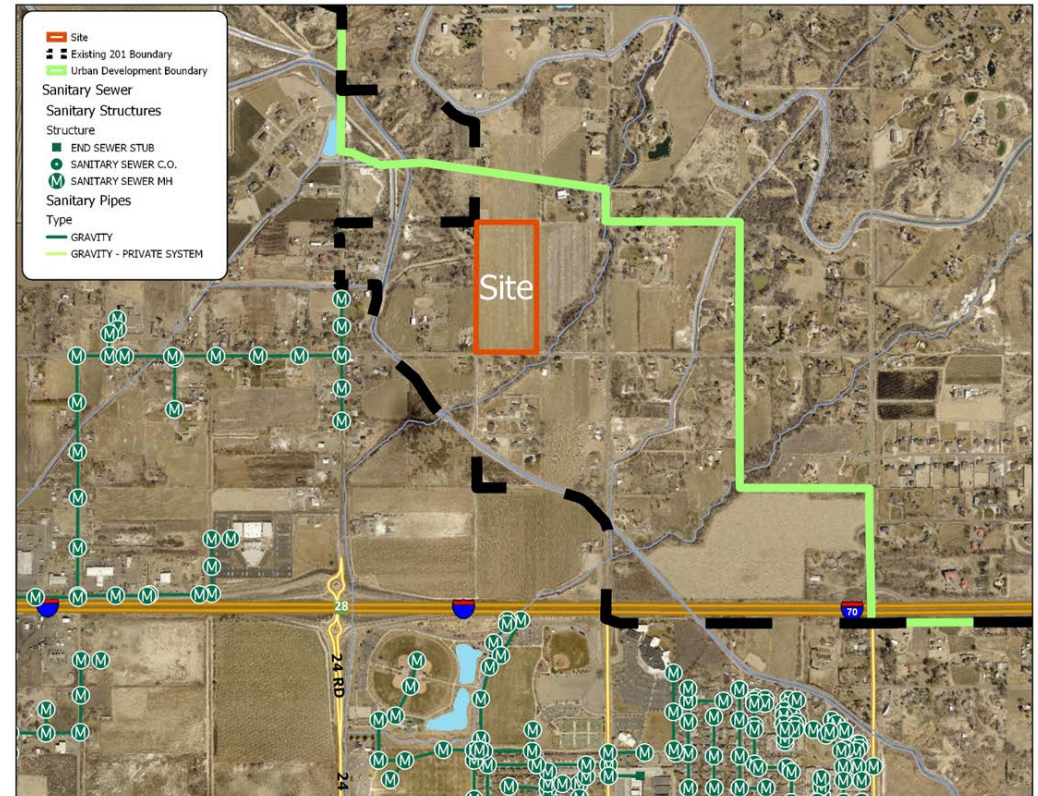 Site
Existing 201 Boundary
Urban Development Boundary
Sanitary Sewer
Sanitary Structures
Structure
END SEWER STUB
SANITARY SEWER C.O.
M SANITARY SEWER MH
Sanitary Pipes
Type
GRAVITY
GRAVITY - PRIVATE SYSTEM
Site
28
70
24 RD
24